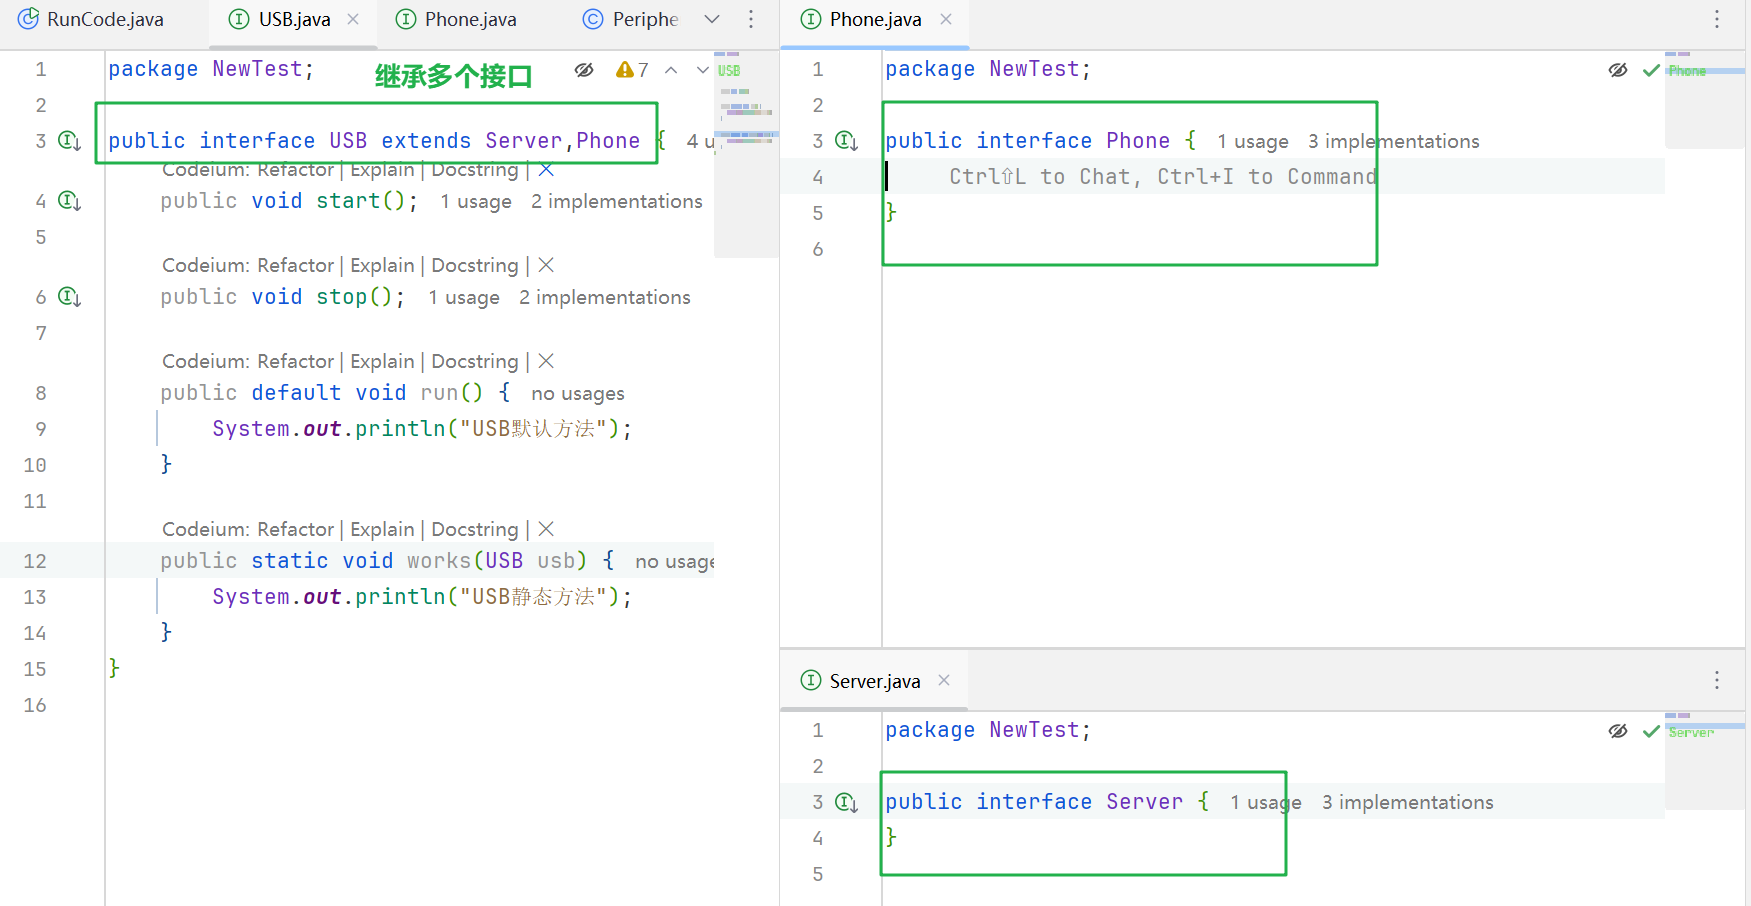 RunCode.java
USB.java
Phone.java
Periphe
1 package NewTest;
继承多个接口
7
USB
2
3 public interface USB extends Server,Phone { 4 u
Codeium: Refactor | Explain | Docstring |
4 public void start(); 1 usage 2 implementations
5
Codeium: Refactor | Explain | Docstring |
6 public void stop(); 1 usage 2 implementations
7
Codeium: Refactor | Explain | Docstring |
8 public default void run() { no usages
9 System.out.println("USB默认方法");
10 }
11
Codeium: Refactor | Explain | Docstring |
12 public static void works(USB usb) { no usage
13 System.out.println("USB静态方法");
14 }
15 }
16
Phone.java
1 package NewTest;
Phone
2
3 public interface Phone { 1 usage 3 implementations
4 Ctrl⇧L to Chat, Ctrl+I to Command
5 }
6
Server.java
1 package NewTest;
Server
2
3 public interface Server { 1 usage 3 implementations
4 }
5